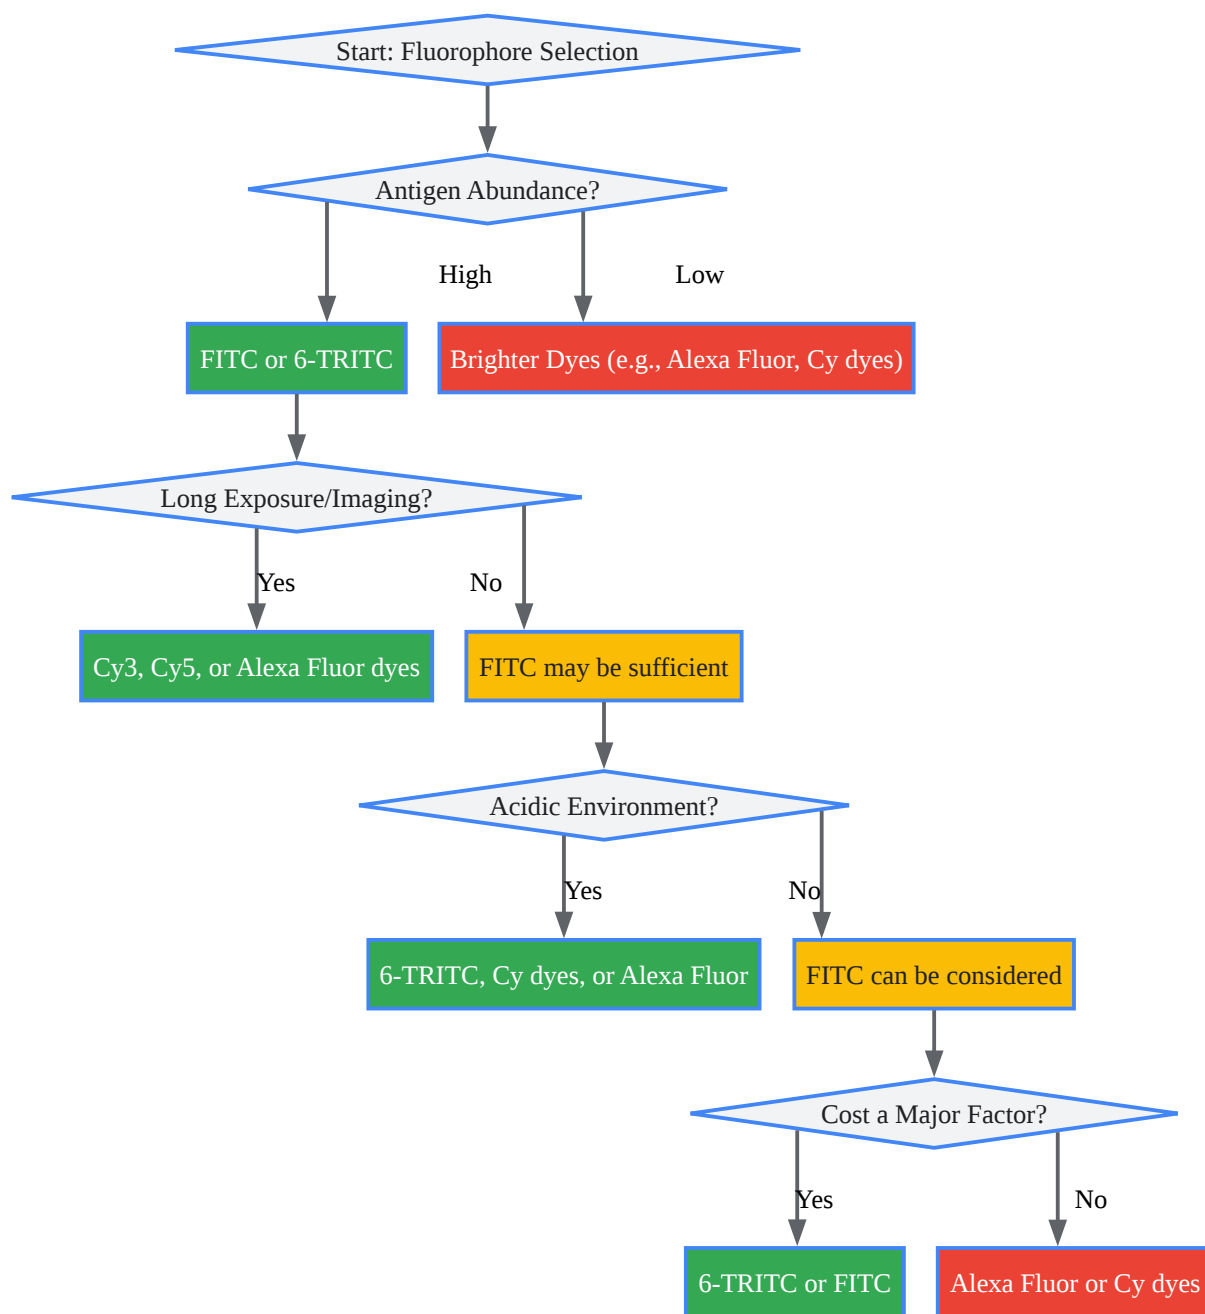 Start: Fluorophore Selection
Antigen Abundance?
High
Low
FITC or 6-TRITC
Brighter Dyes (e.g., Alexa Fluor, Cy dyes)
Long Exposure/Imaging?
Yes
No
Cy3, Cy5, or Alexa Fluor dyes
FITC may be sufficient
Acidic Environment?
Yes
No
6-TRITC, Cy dyes, or Alexa Fluor
FITC can be considered
Cost a Major Factor?
Yes
No
6-TRITC or FITC
Alexa Fluor or Cy dyes